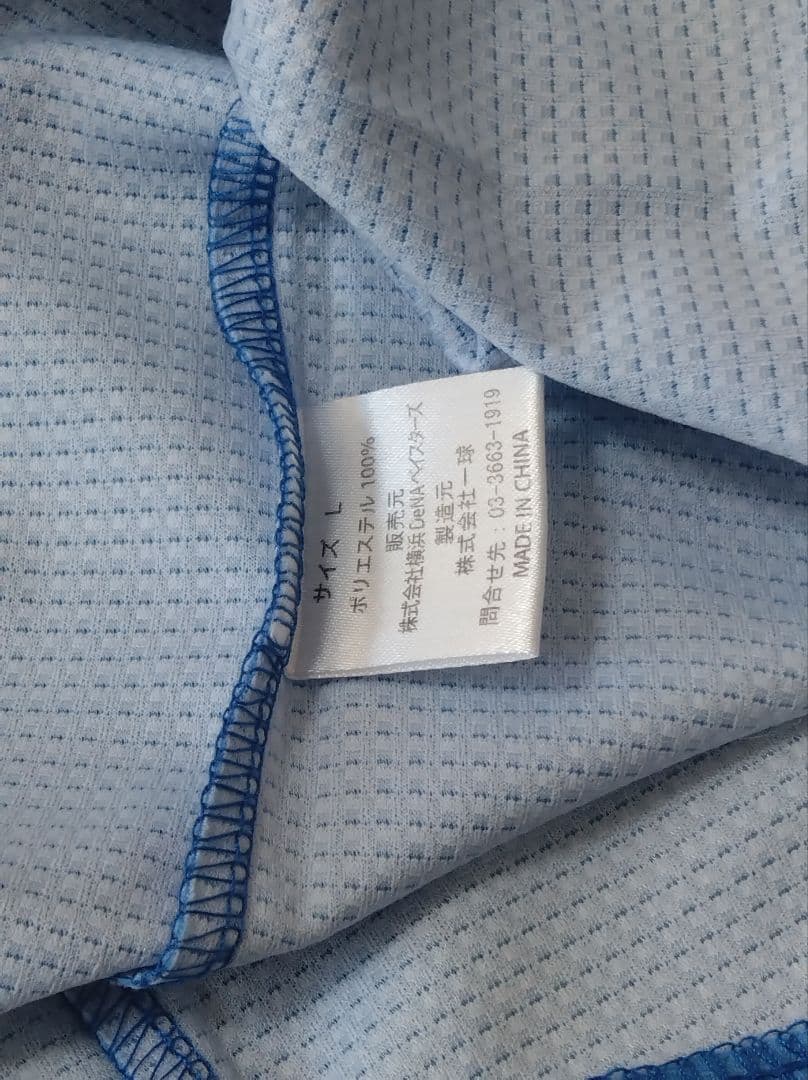 サイズ L
ポリエステル 100%
販売元
株式会社横浜DeNAベイスターズ
製造元
株式会社一球
問合せ先：03-3663-1919
MADE IN CHINA